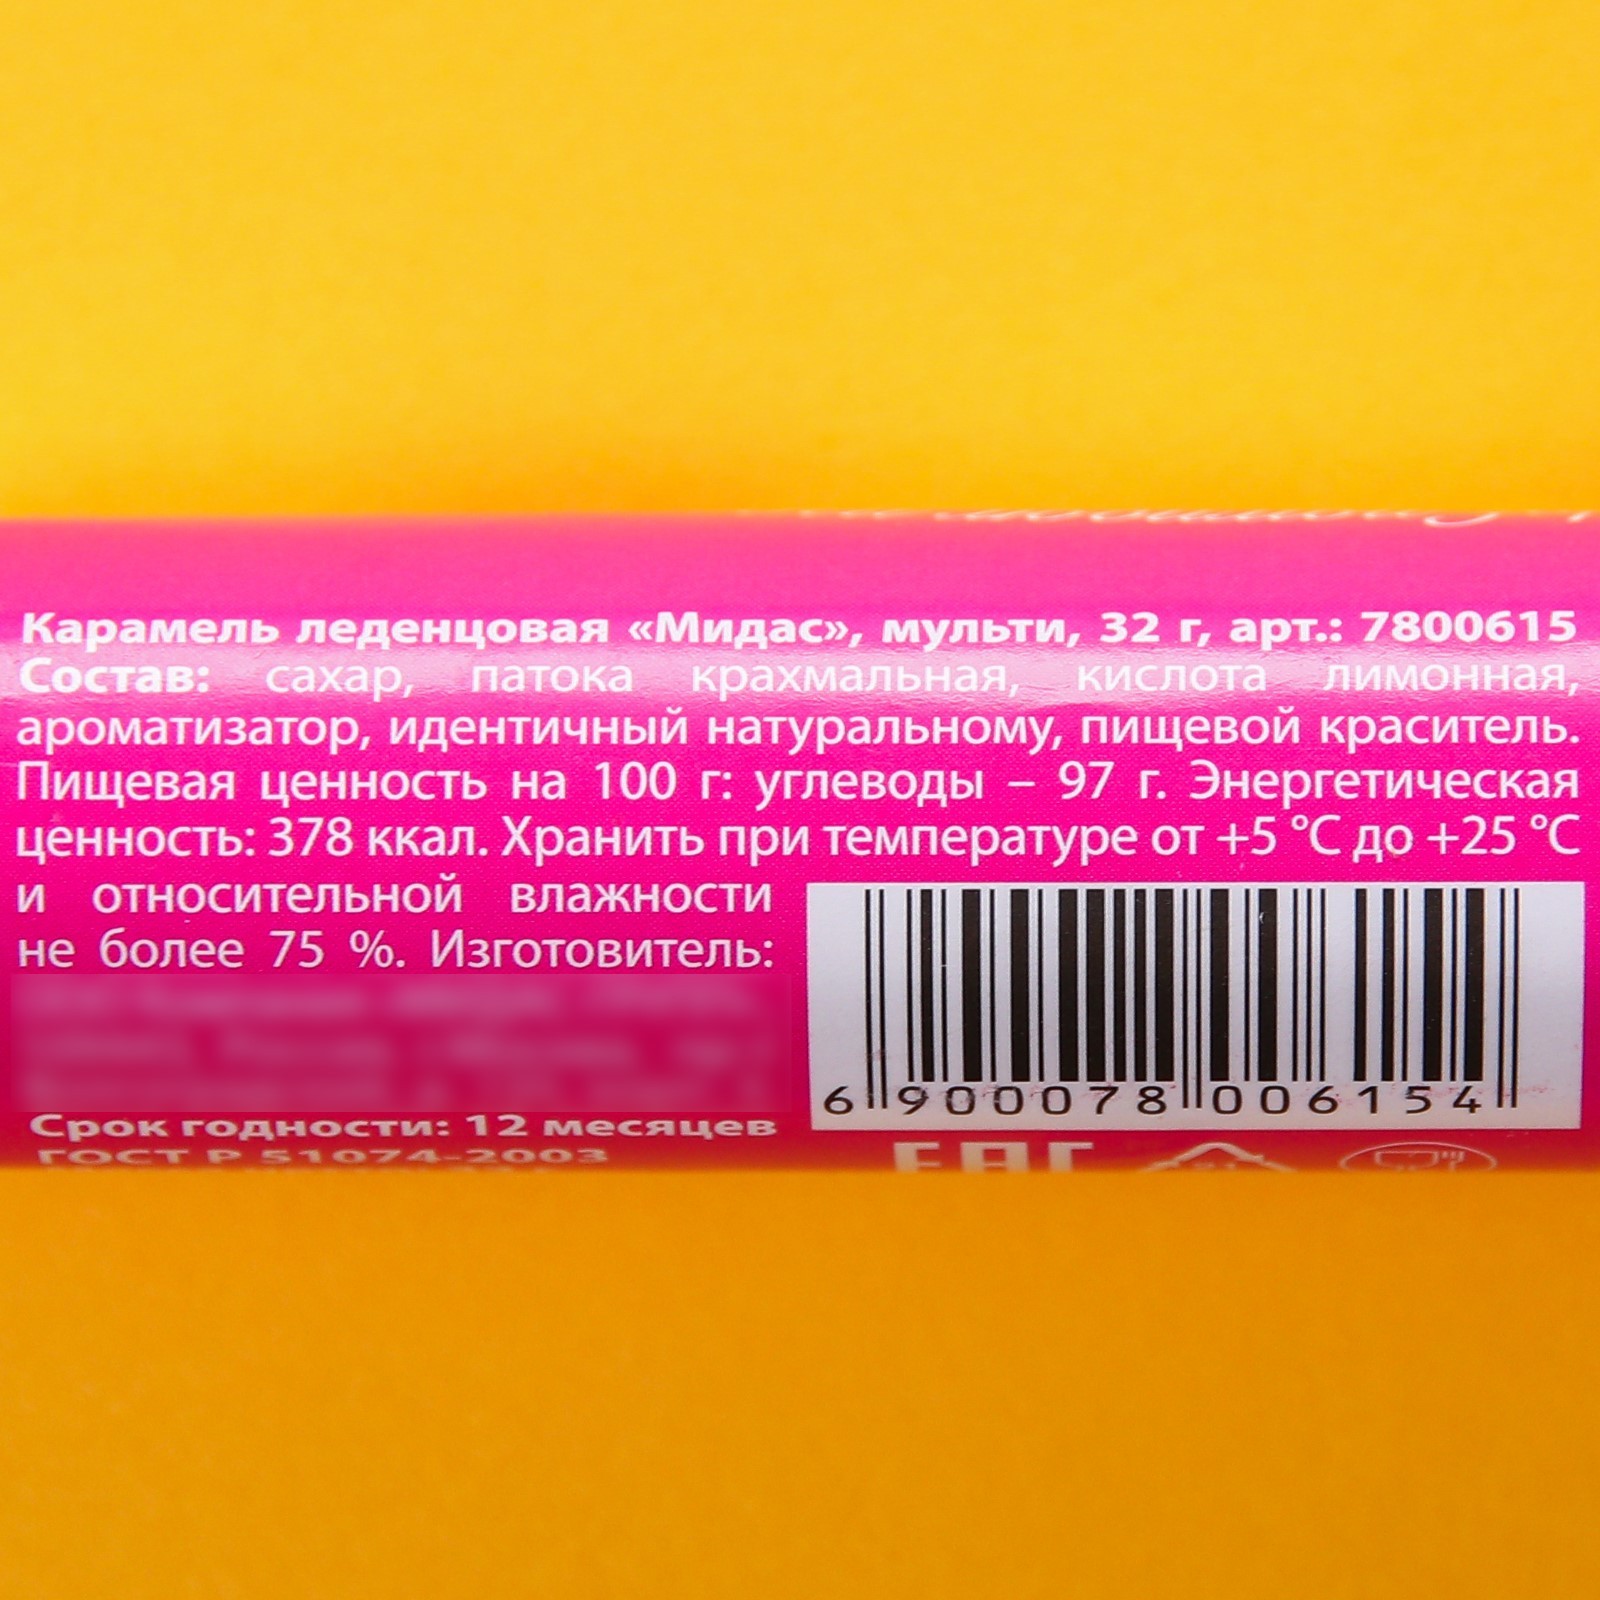 Карамель леденцовая «Мидас», мульти, 32 г, арт.: 7800615
Состав: сахар, патока крахмальная, кислота лимонная,
ароматизатор, идентичный натуральному, пищевой краситель.
Пищевая ценность на 100 г: углеводы – 97 г. Энергетическая
ценность: 378 ккал. Хранить при температуре от +5 °С до +25 °С
и относительной влажности
не более 75 %. Изготовитель:
Срок годности: 12 месяцев
ГОСТ Р 51074-2003
6 900078 006154
EAC